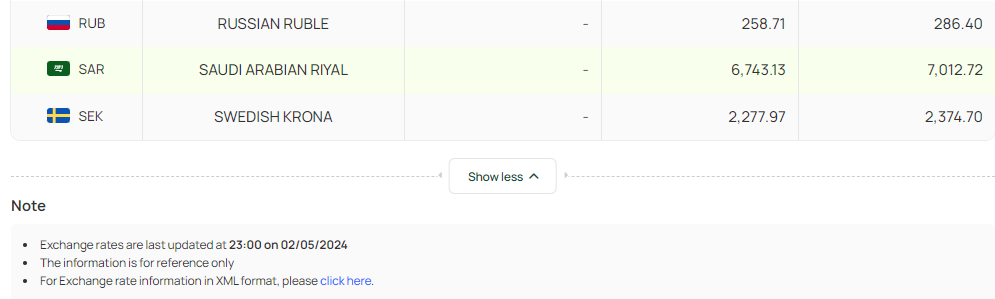 RUB RUSSIAN RUBLE - 258.71 286.40
SAR SAUDI ARABIAN RIYAL - 6,743.13 7,012.72
SEK SWEDISH KRONA - 2,277.97 2,374.70
Show less
Note
• Exchange rates are last updated at 23:00 on 02/05/2024
• The information is for reference only
• For Exchange rate information in XML format, please click here.